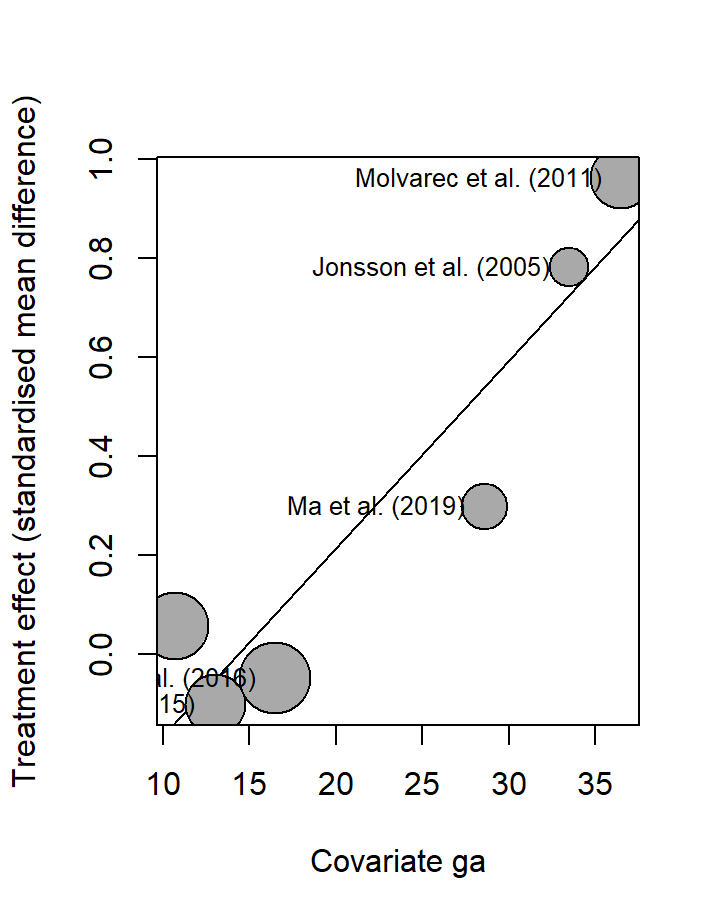 Treatment effect (standardised mean difference)
1.0
0.8
0.6
0.4
0.2
0.0
Molvarec et al. (2011)
Jonsson et al. (2005)
Ma et al. (2019)
al. (2016)
15)
10 15 20 25 30 35
Covariate ga